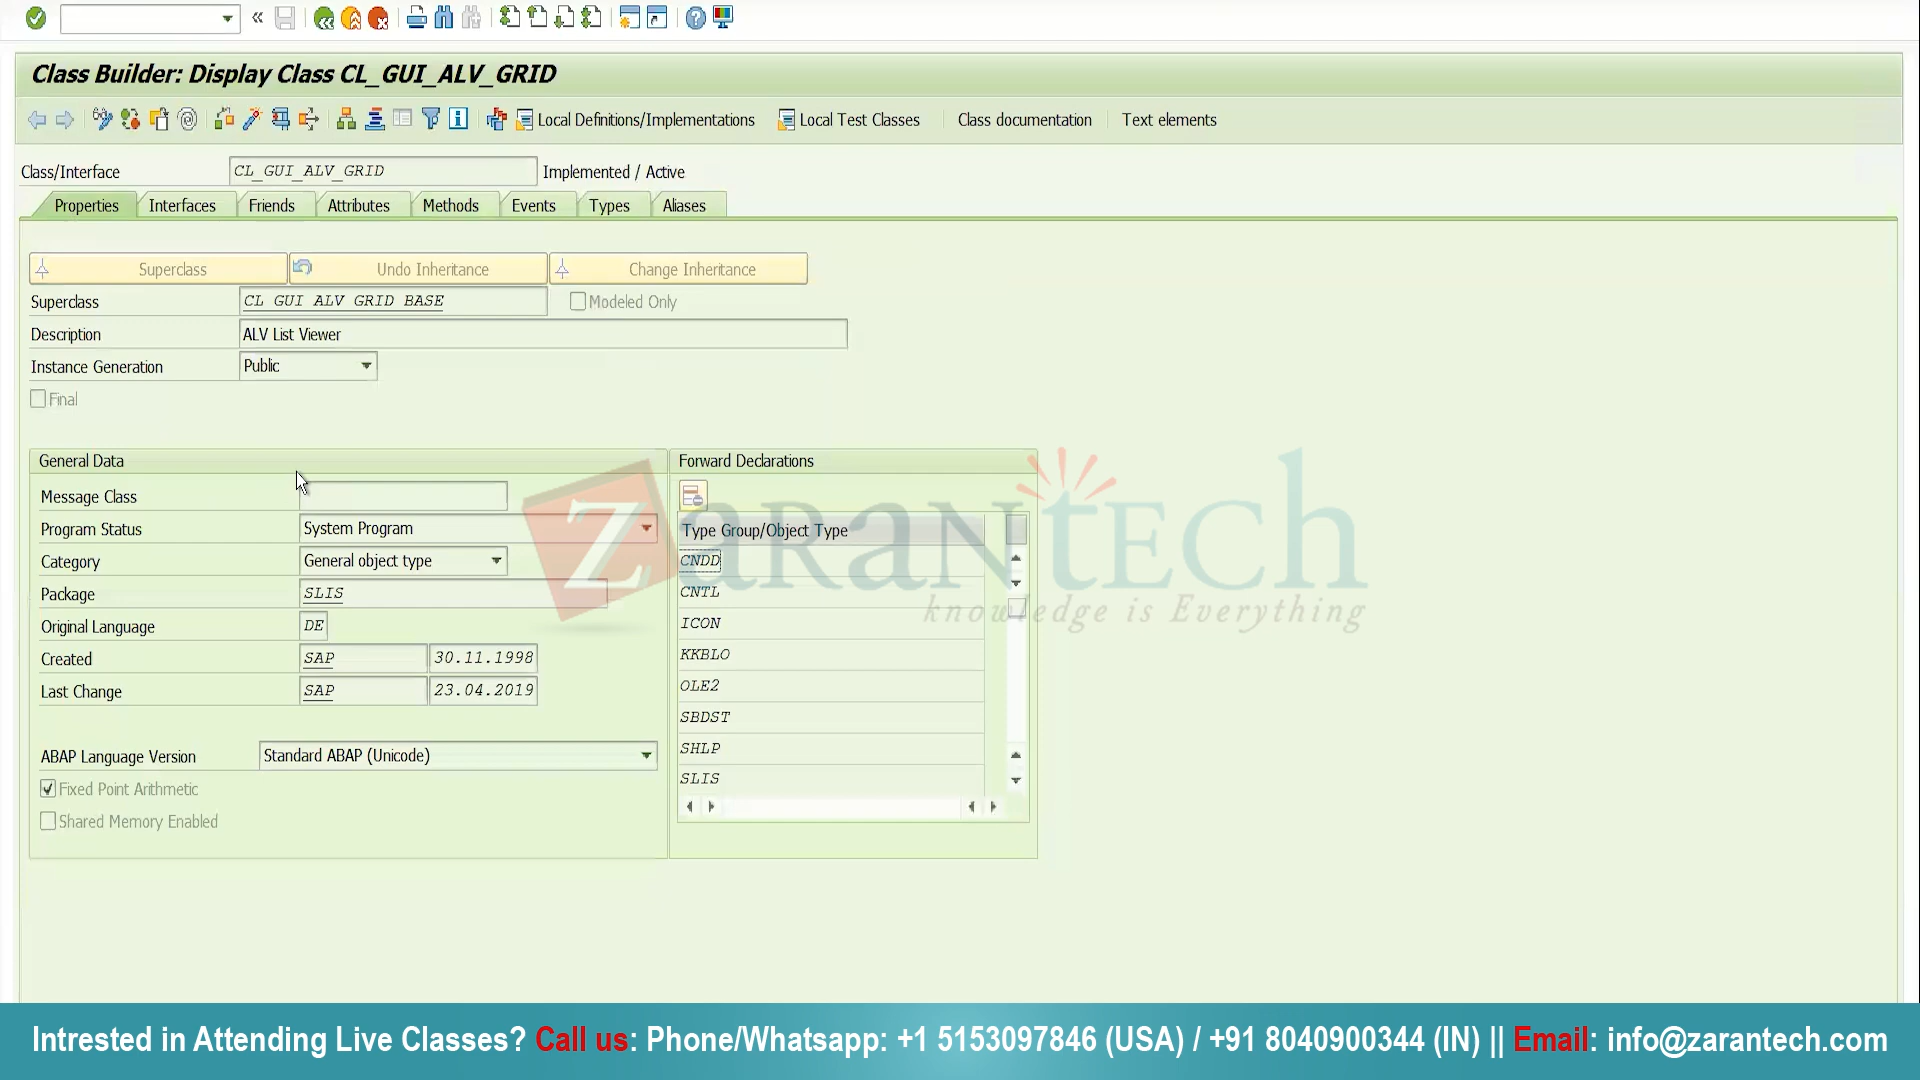 Class Builder: Display Class CL_GUI_ALV_GRID
Local Definitions/Implementations Local Test Classes Class documentation Text elements
Class/Interface CL_GUI_ALV_GRID Implemented / Active
Properties Interfaces Friends Attributes Methods Events Types Aliases
Superclass Undo Inheritance Change Inheritance
Superclass CL_GUI_ALV_GRID_BASE Modeled Only
Description ALV List Viewer
Instance Generation Public
Final
General Data
Message Class
Program Status System Program
Category General object type
Package SLIS
Original Language DE
Created SAP 30.11.1998
Last Change SAP 23.04.2019
ABAP Language Version Standard ABAP (Unicode)
Fixed Point Arithmetic
Shared Memory Enabled
Forward Declarations
Type Group/Object Type
CNDD
CNTL
ICON
KKBLO
OLE2
SBDST
SHLP
SLIS
ZaranTech
knowledge is Everything
Intrested in Attending Live Classes? Call us: Phone/Whatsapp: +1 5153097846 (USA) / +91 8040900344 (IN) || Email: info@zarantech.com